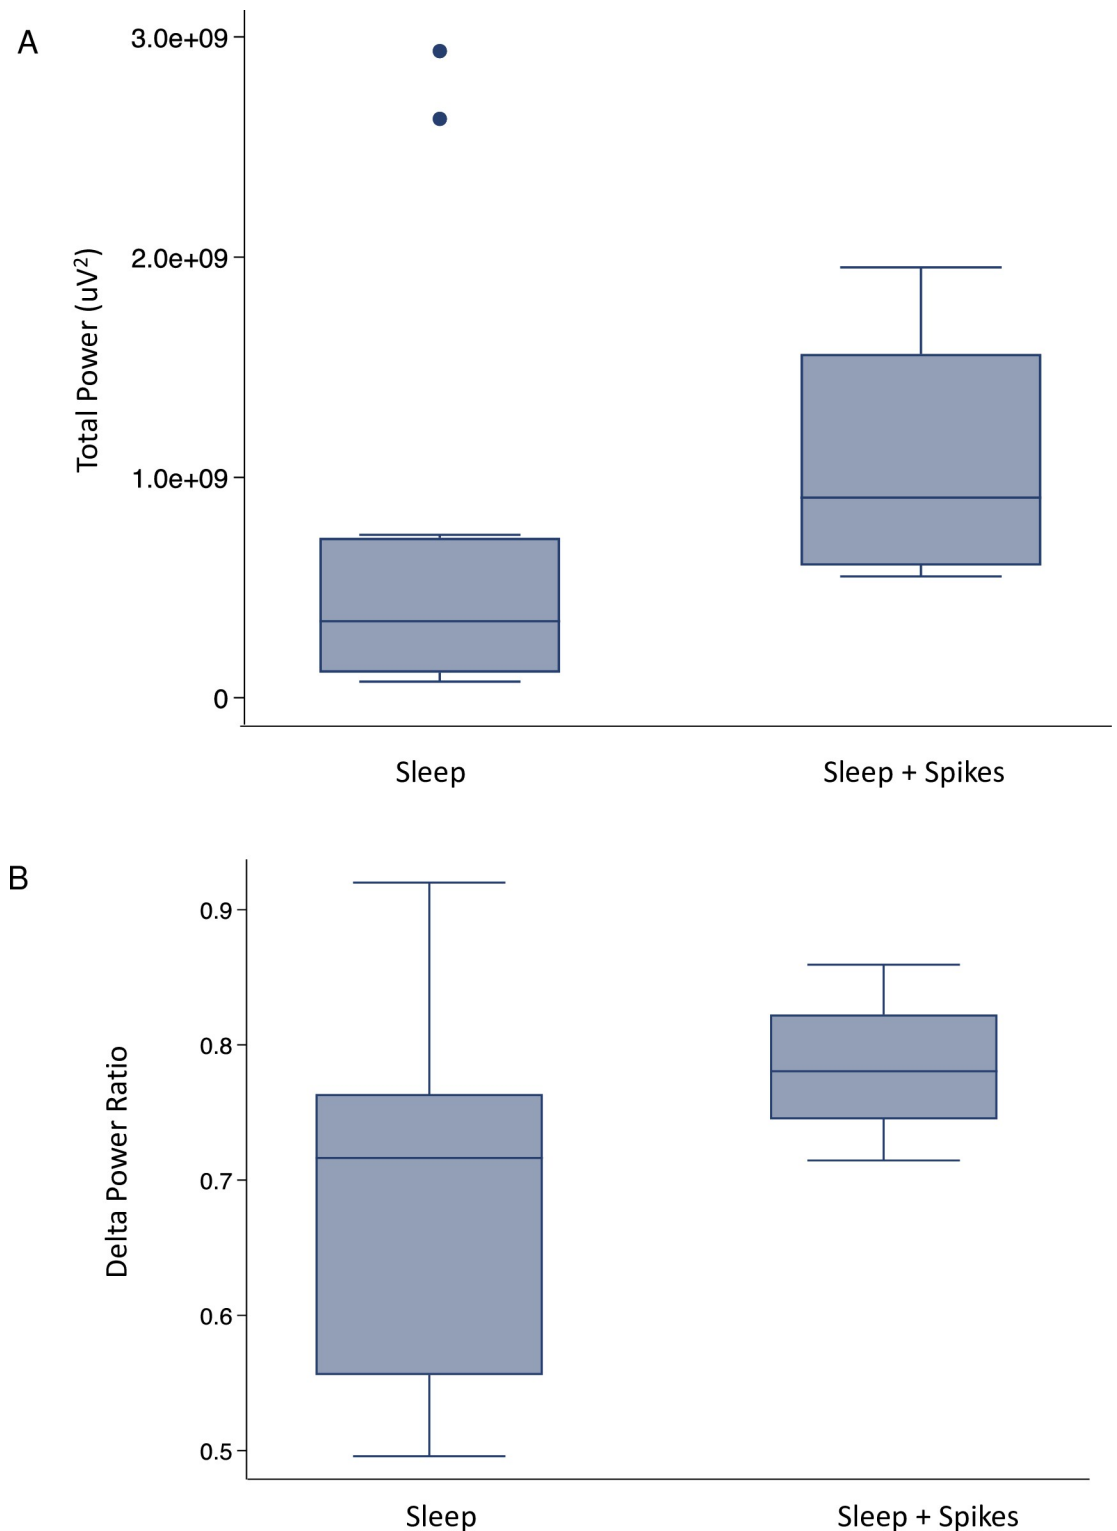 A
3.0e+09
2.0e+09
1.0e+09
0
Total Power (uV²)
Sleep
Sleep + Spikes
B
0.9
0.8
0.7
0.6
0.5
Delta Power Ratio
Sleep
Sleep + Spikes